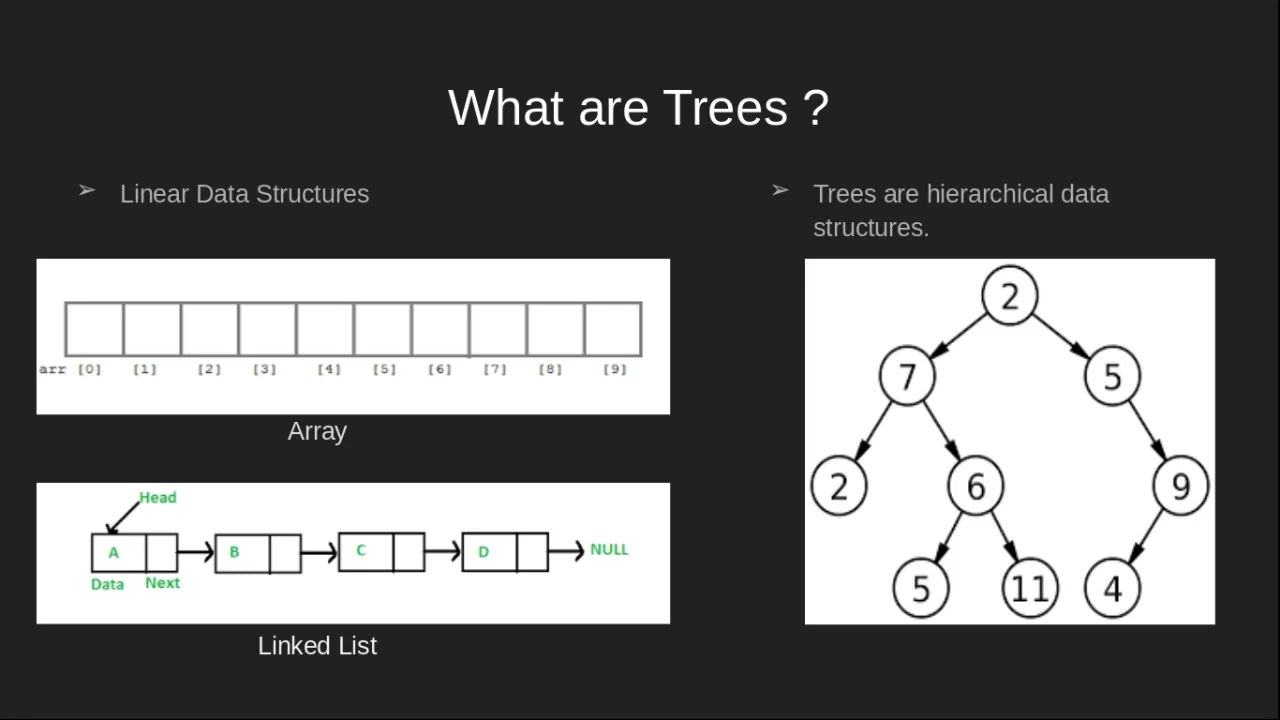 What are Trees ?
➢ Linear Data Structures
arr [0] [1] [2] [3] [4] [5] [6] [7] [8] [9]
Array
Head
A B C D NULL
Data Next
Linked List
➢ Trees are hierarchical data
structures.
2
7 5
2 6 9
5 11 4